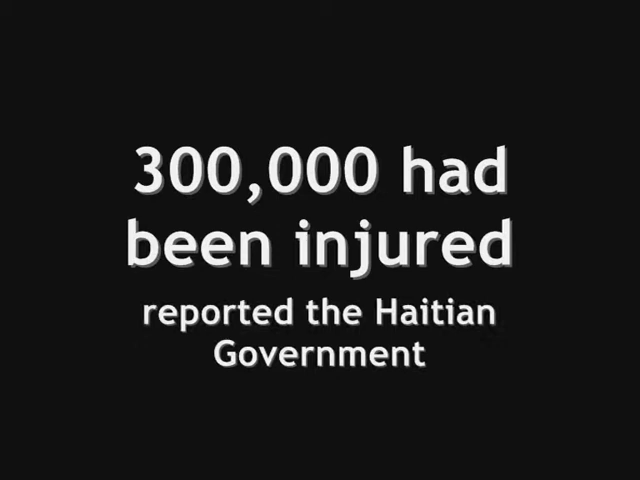 300,000 had
been injured
reported the Haitian
Government